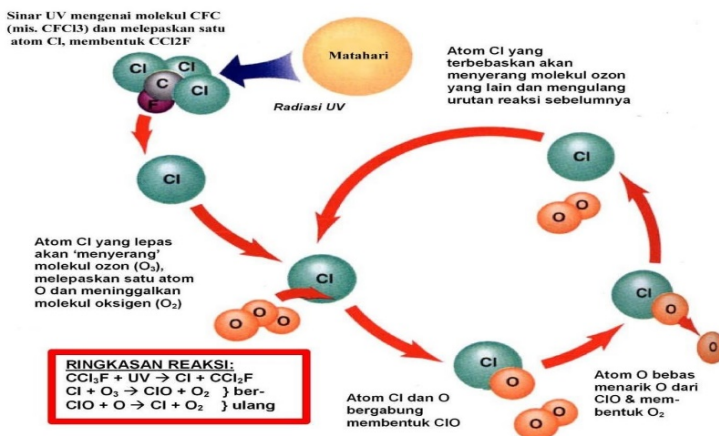 Sinar UV mengenai molekul CFC
(mis. CFCl3) dan melepaskan satu
atom Cl, membentuk CCl2F
Cl
Cl
C
Cl
F
Matahari
Radiasi UV
Atom Cl yang
terbebaskan akan
menyerang molekul ozon
yang lain dan mengulang
urutan reaksi sebelumnya
Cl
Cl
O
O
Atom Cl yang lepas
akan ‘menyerang’
molekul ozon (O₃),
melepaskan satu atom
O dan meninggalkan
molekul oksigen (O₂)
Cl
O
O
O
Cl
O
O
RINGKASAN REAKSI:
CCl₃F + UV → Cl + CCl₂F
Cl + O₃ → ClO + O₂ } ber-
ClO + O → Cl + O₂ } ulang
Atom Cl dan O
bergabung
membentuk ClO
Cl
O
O
O
Atom O bebas
menarik O dari
ClO & mem-
bentuk O₂